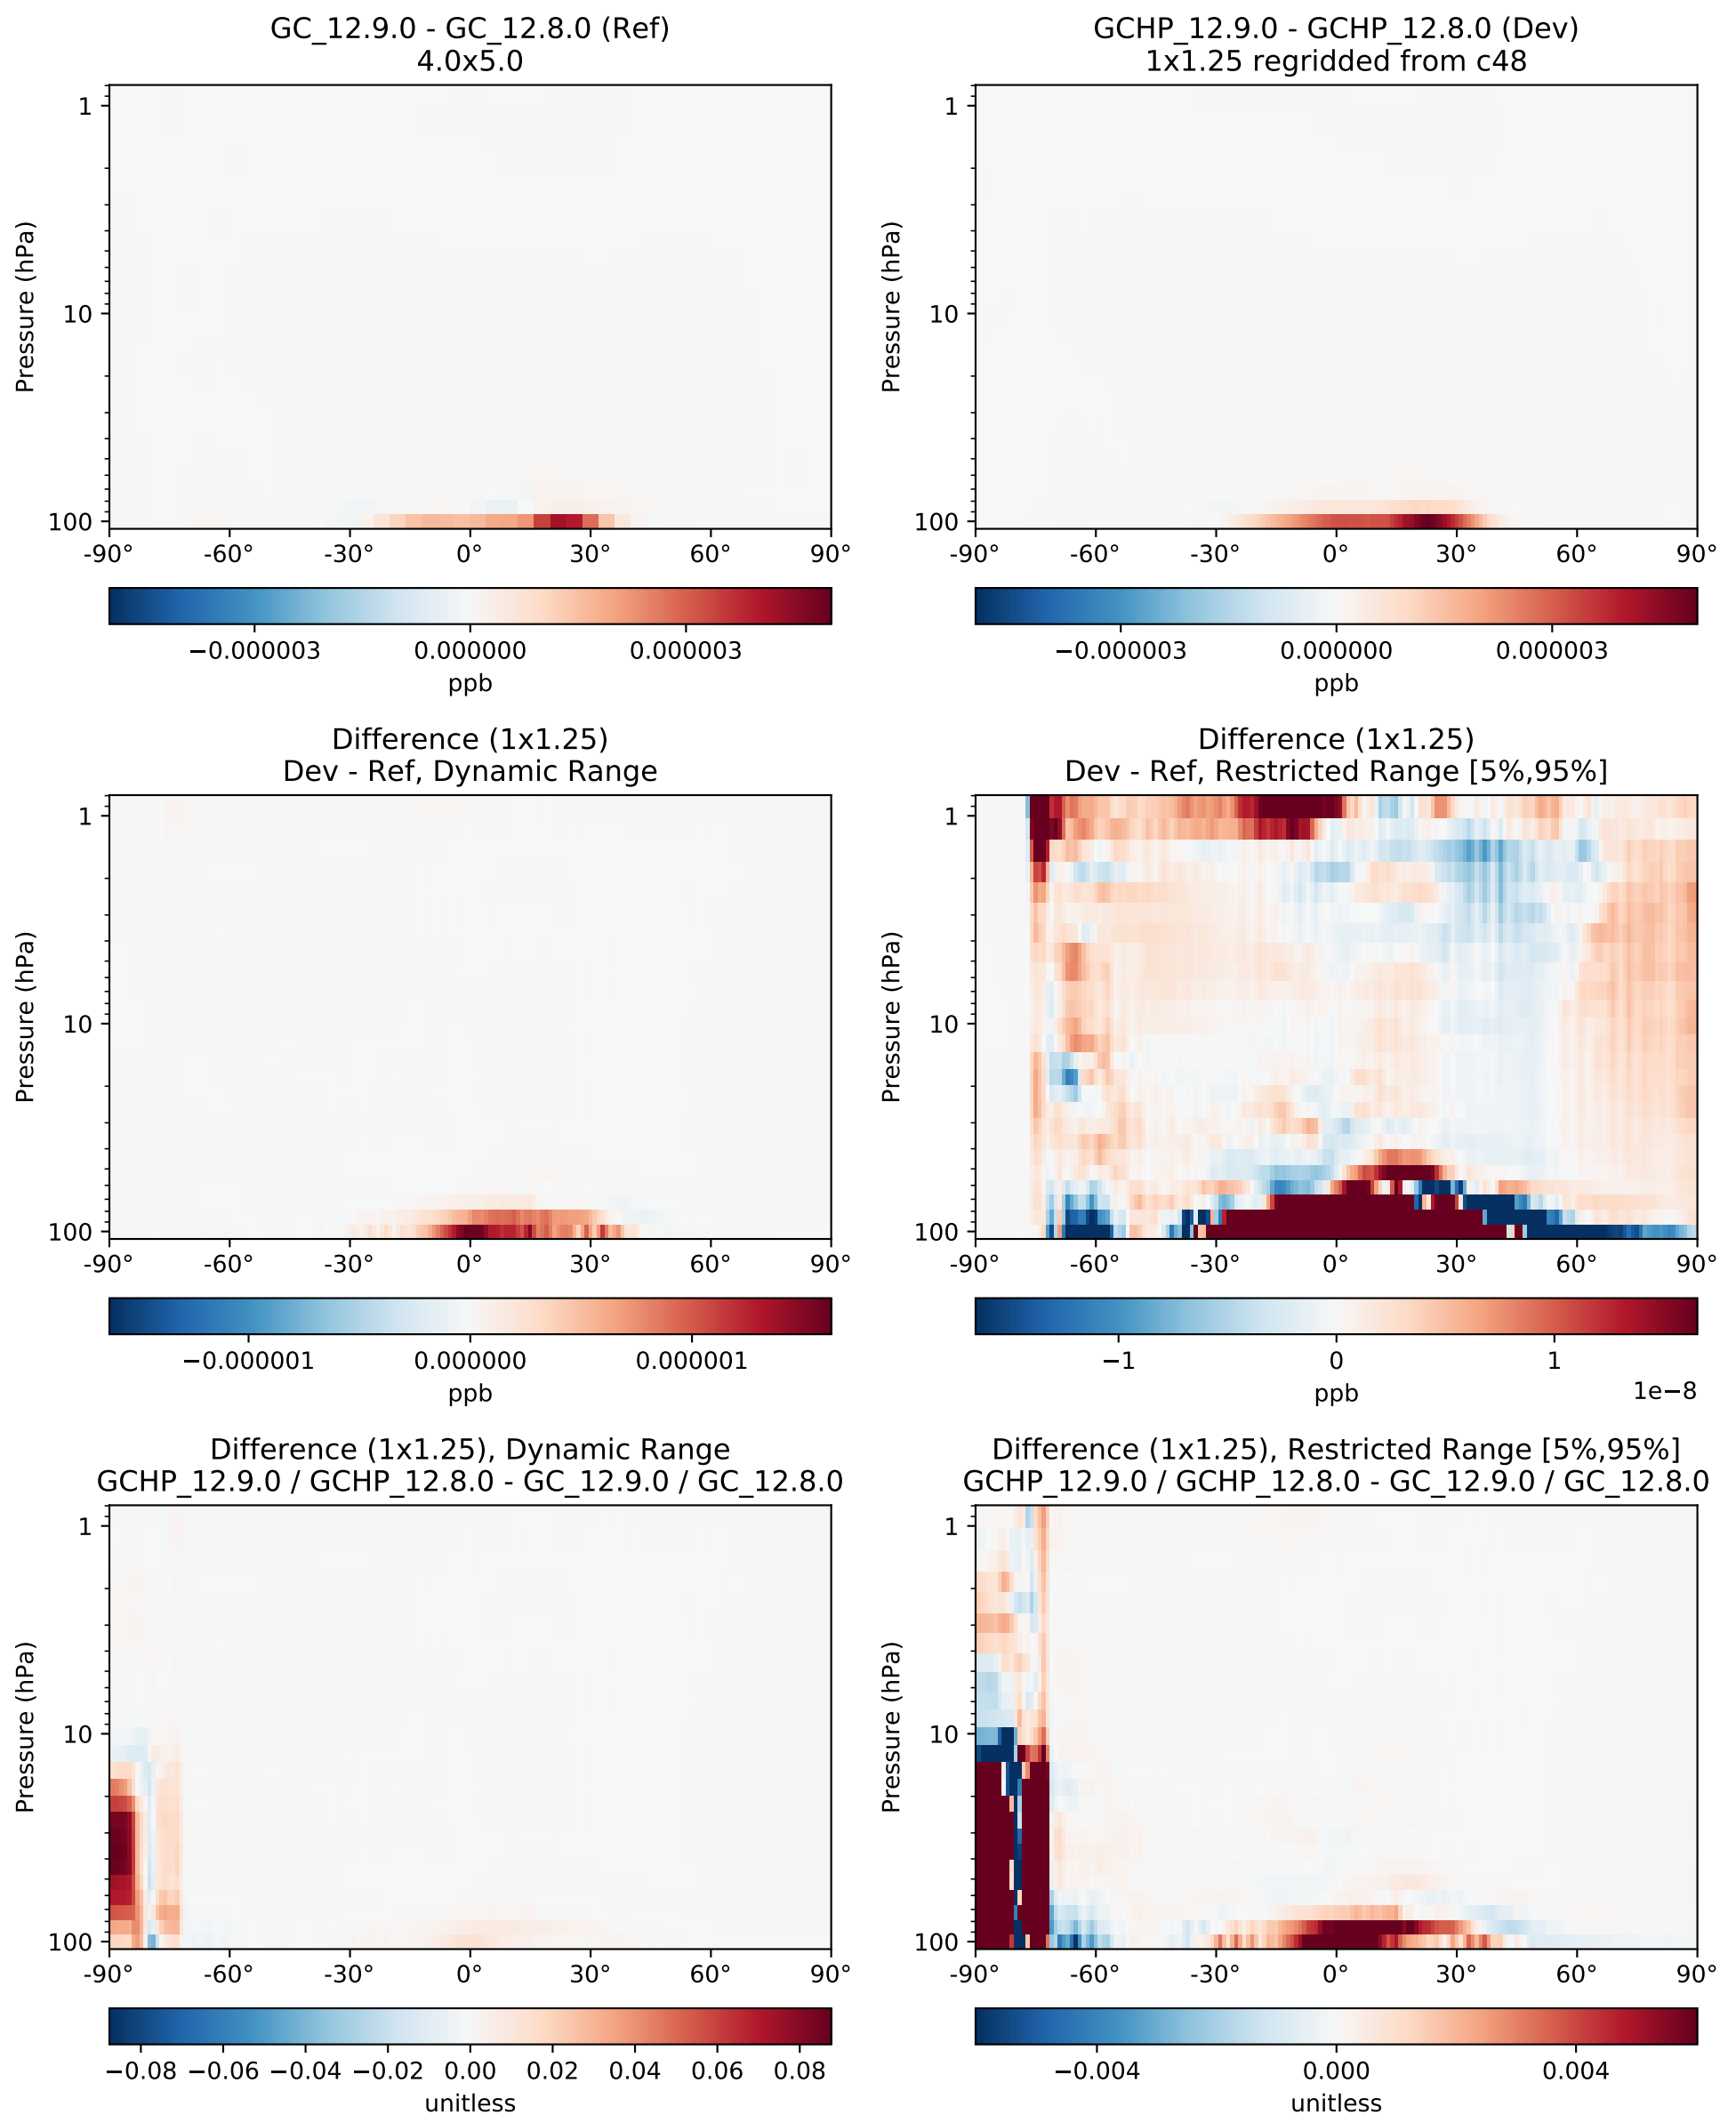 GC_12.9.0 - GC_12.8.0 (Ref)
4.0x5.0
Pressure (hPa)
1
10
100
-90° -60° -30° 0° 30° 60° 90°
−0.000003 0.000000 0.000003
ppb
GCHP_12.9.0 - GCHP_12.8.0 (Dev)
1x1.25 regridded from c48
Pressure (hPa)
1
10
100
-90° -60° -30° 0° 30° 60° 90°
−0.000003 0.000000 0.000003
ppb
Difference (1x1.25)
Dev - Ref, Dynamic Range
Pressure (hPa)
1
10
100
-90° -60° -30° 0° 30° 60° 90°
−0.000001 0.000000 0.000001
ppb
Difference (1x1.25)
Dev - Ref, Restricted Range [5%,95%]
Pressure (hPa)
1
10
100
-90° -60° -30° 0° 30° 60° 90°
−1 0 1
ppb
1e−8
Difference (1x1.25), Dynamic Range
GCHP_12.9.0 / GCHP_12.8.0 - GC_12.9.0 / GC_12.8.0
Pressure (hPa)
1
10
100
-90° -60° -30° 0° 30° 60° 90°
−0.08 −0.06 −0.04 −0.02 0.00 0.02 0.04 0.06 0.08
unitless
Difference (1x1.25), Restricted Range [5%,95%]
GCHP_12.9.0 / GCHP_12.8.0 - GC_12.9.0 / GC_12.8.0
Pressure (hPa)
1
10
100
-90° -60° -30° 0° 30° 60° 90°
−0.004 0.000 0.004
unitless